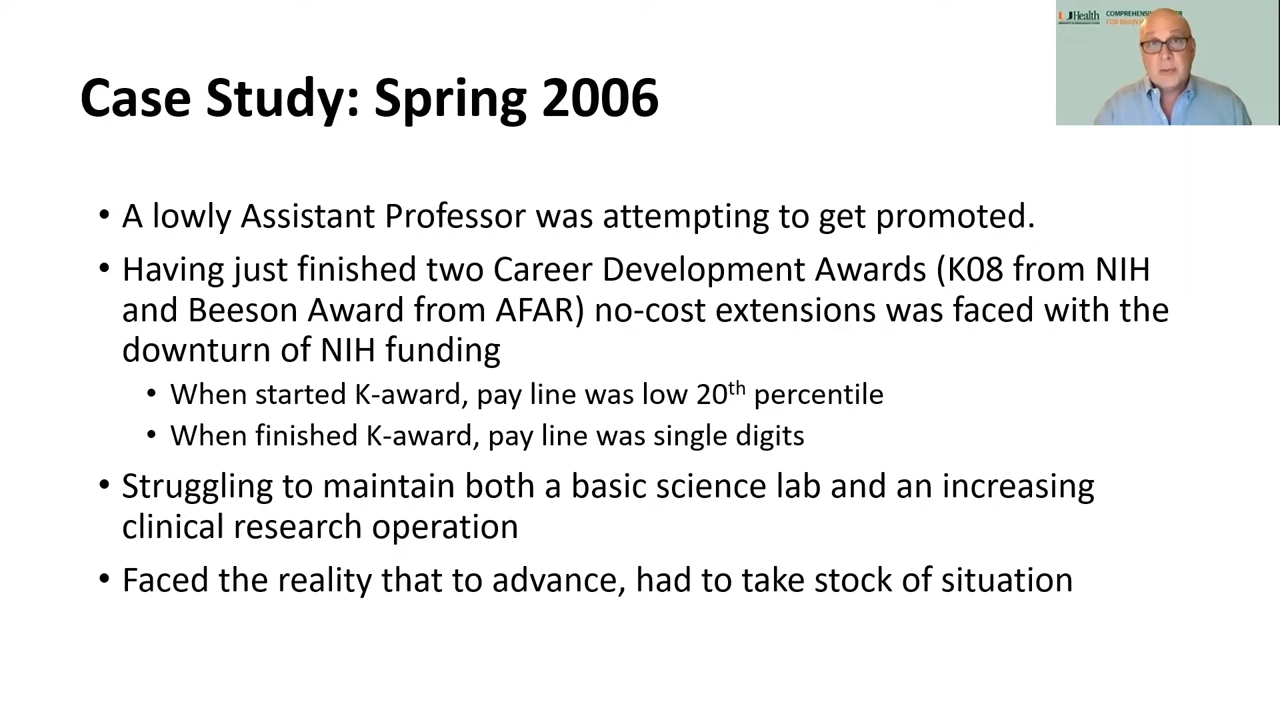 UHealth
COMPREHENSIVE
FOR BRAIN
Case Study: Spring 2006
• A lowly Assistant Professor was attempting to get promoted.
• Having just finished two Career Development Awards (K08 from NIH
and Beeson Award from AFAR) no-cost extensions was faced with the
downturn of NIH funding
• When started K-award, pay line was low 20th percentile
• When finished K-award, pay line was single digits
• Struggling to maintain both a basic science lab and an increasing
clinical research operation
• Faced the reality that to advance, had to take stock of situation